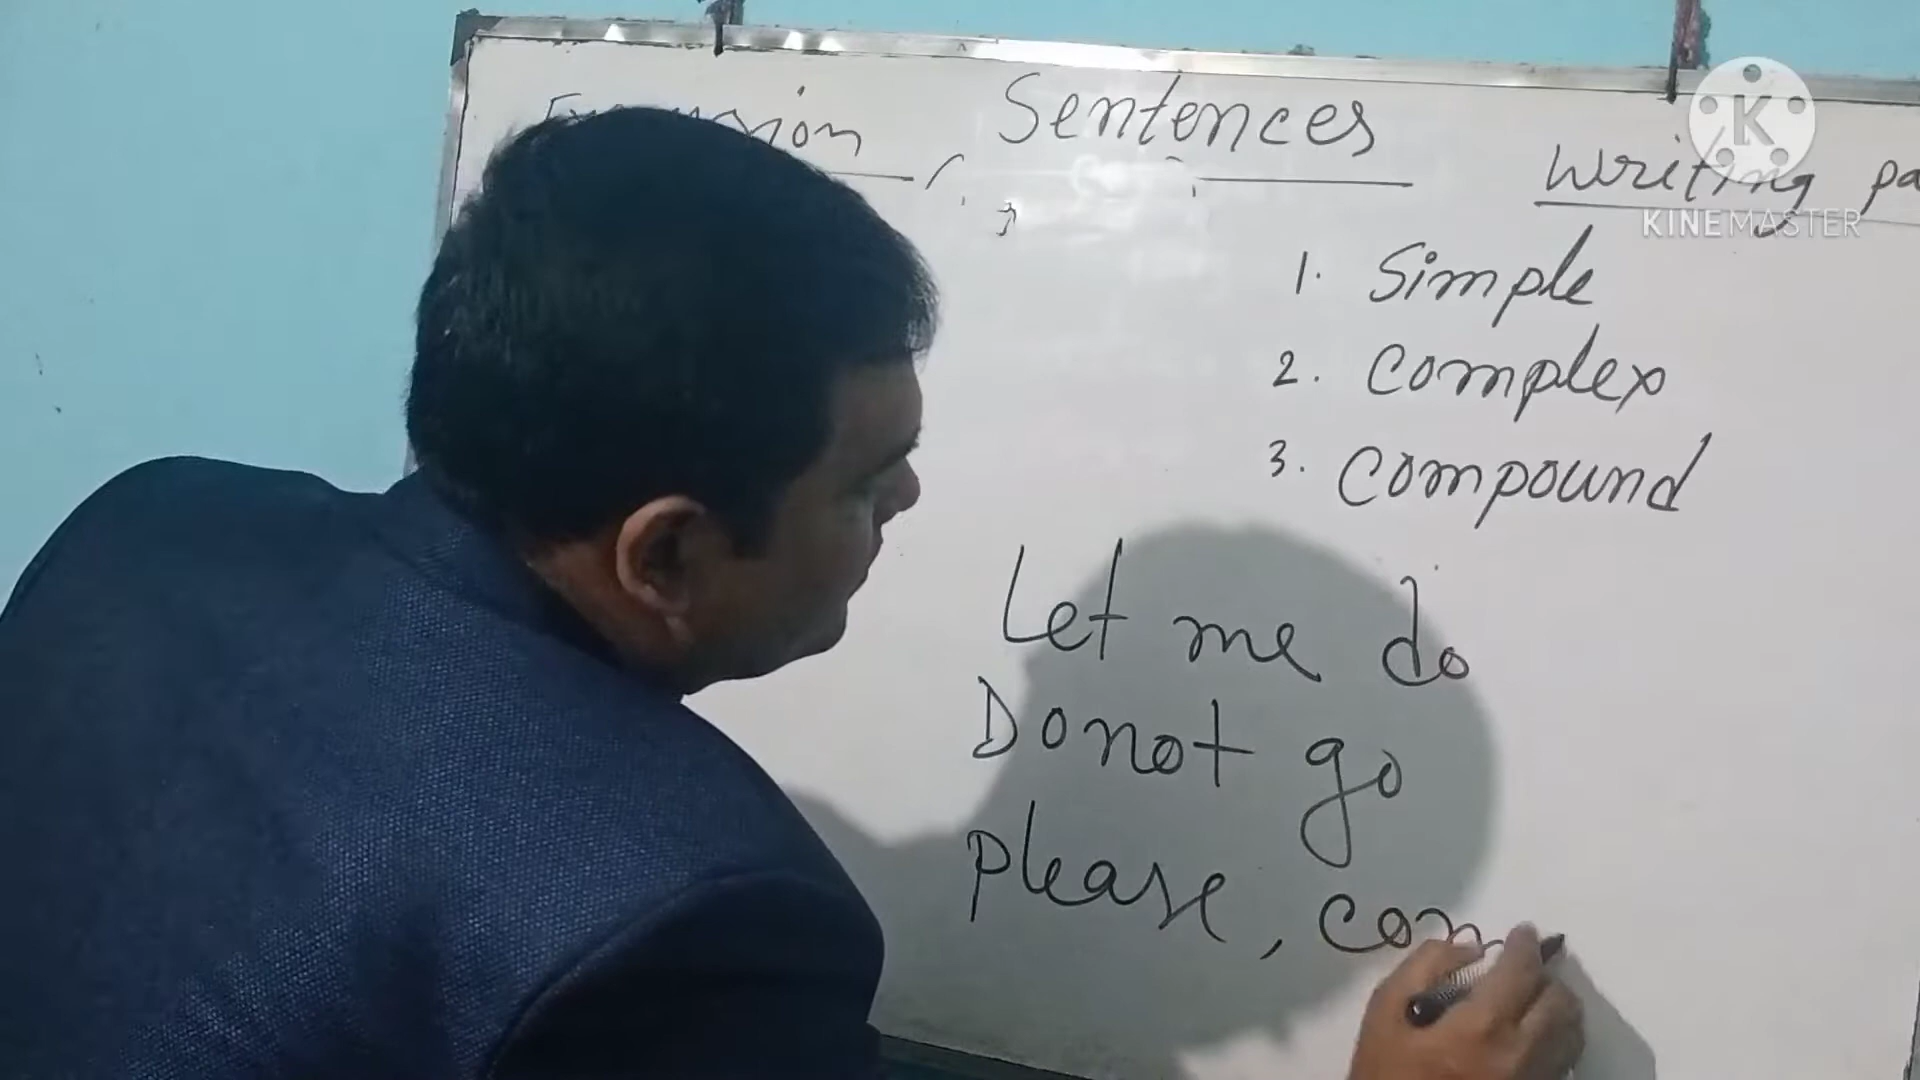 Sentences
Writing
KINEMASTER
1. Simple
2. Complex
3. Compound
Let me do
Donot go
Please, com